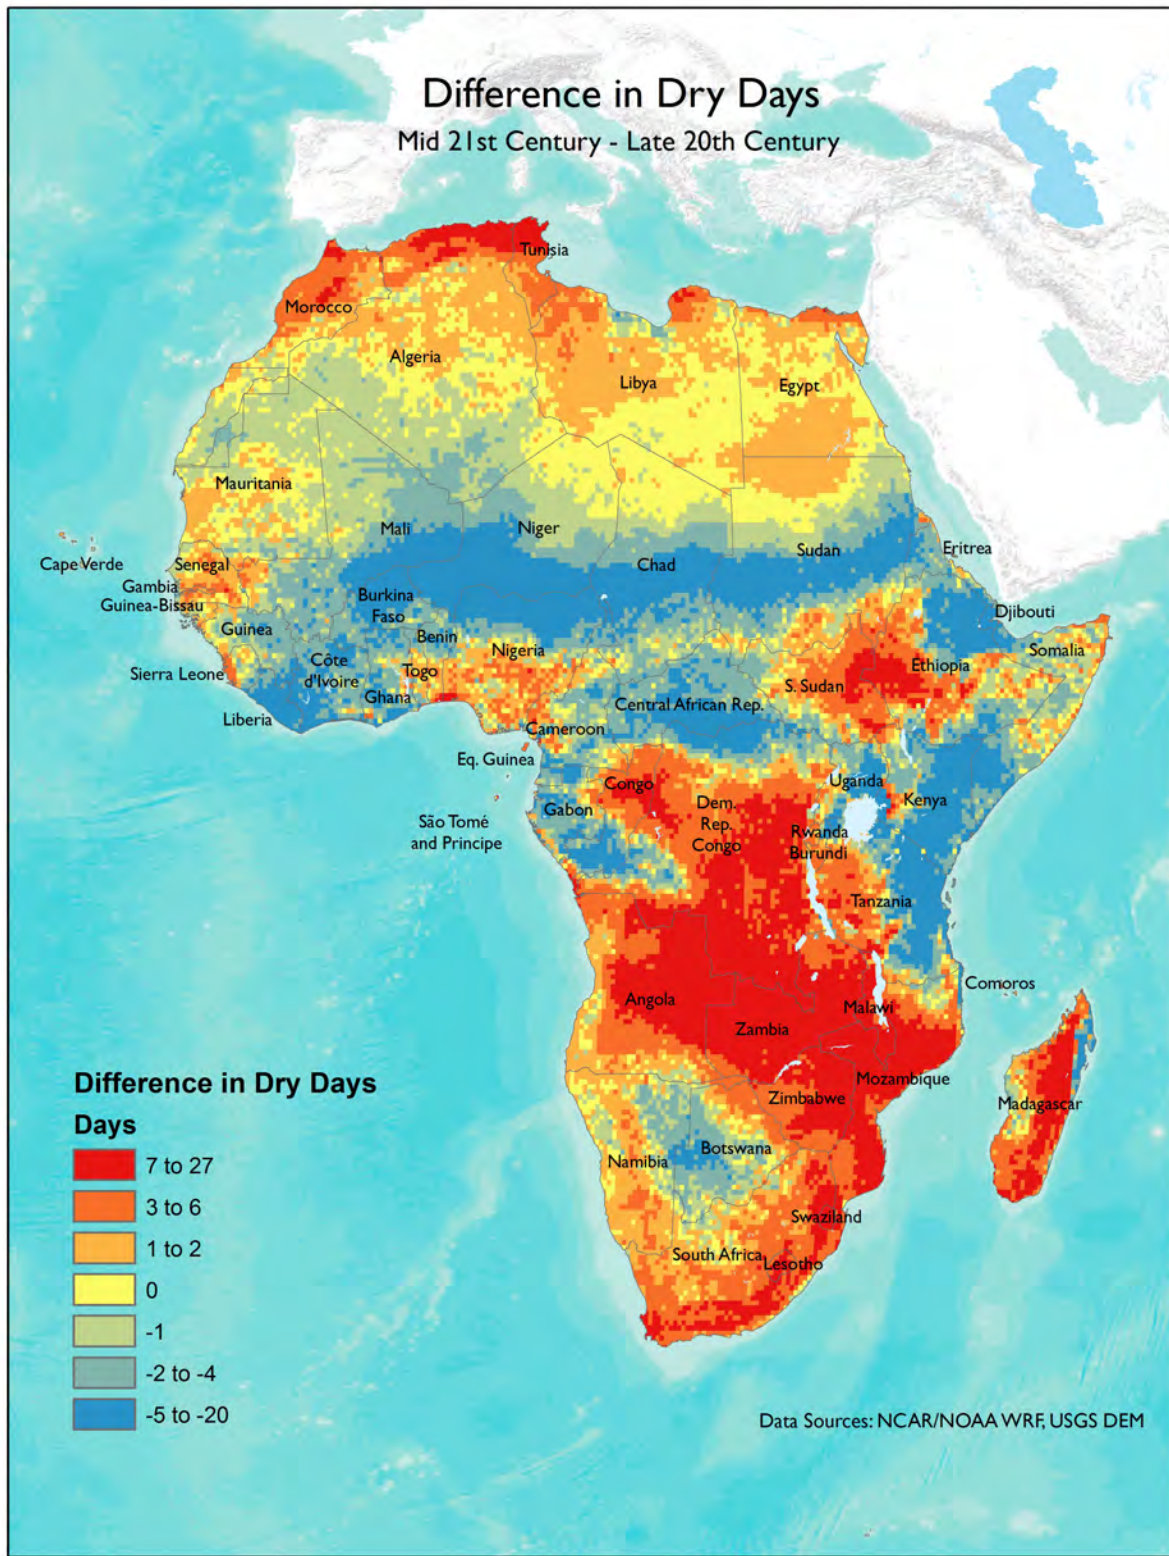 Difference in Dry Days
Mid 21st Century - Late 20th Century
Tunisia
Morocco
Algeria
Libya
Egypt
Mauritania
Mali
Niger
Chad
Sudan
Eritrea
Cape Verde
Senegal
Gambia
Guinea-Bissau
Burkina
Faso
Djibouti
Guinea
Benin
Nigeria
Somalia
Ethiopia
Sierra Leone
Côte
d'Ivoire
Togo
Ghana
S. Sudan
Central African Rep.
Liberia
Cameroon
Eq. Guinea
Congo
Uganda
Kenya
Gabon
Dem.
Rep.
Congo
São Tomé
and Principe
Rwanda
Burundi
Tanzania
Comoros
Angola
Malawi
Zambia
Mozambique
Zimbabwe
Madagascar
Botswana
Namibia
Swaziland
South Africa
Lesotho
Difference in Dry Days
Days
7 to 27
3 to 6
1 to 2
0
-1
-2 to -4
-5 to -20
Data Sources: NCAR/NOAA WRF, USGS DEM